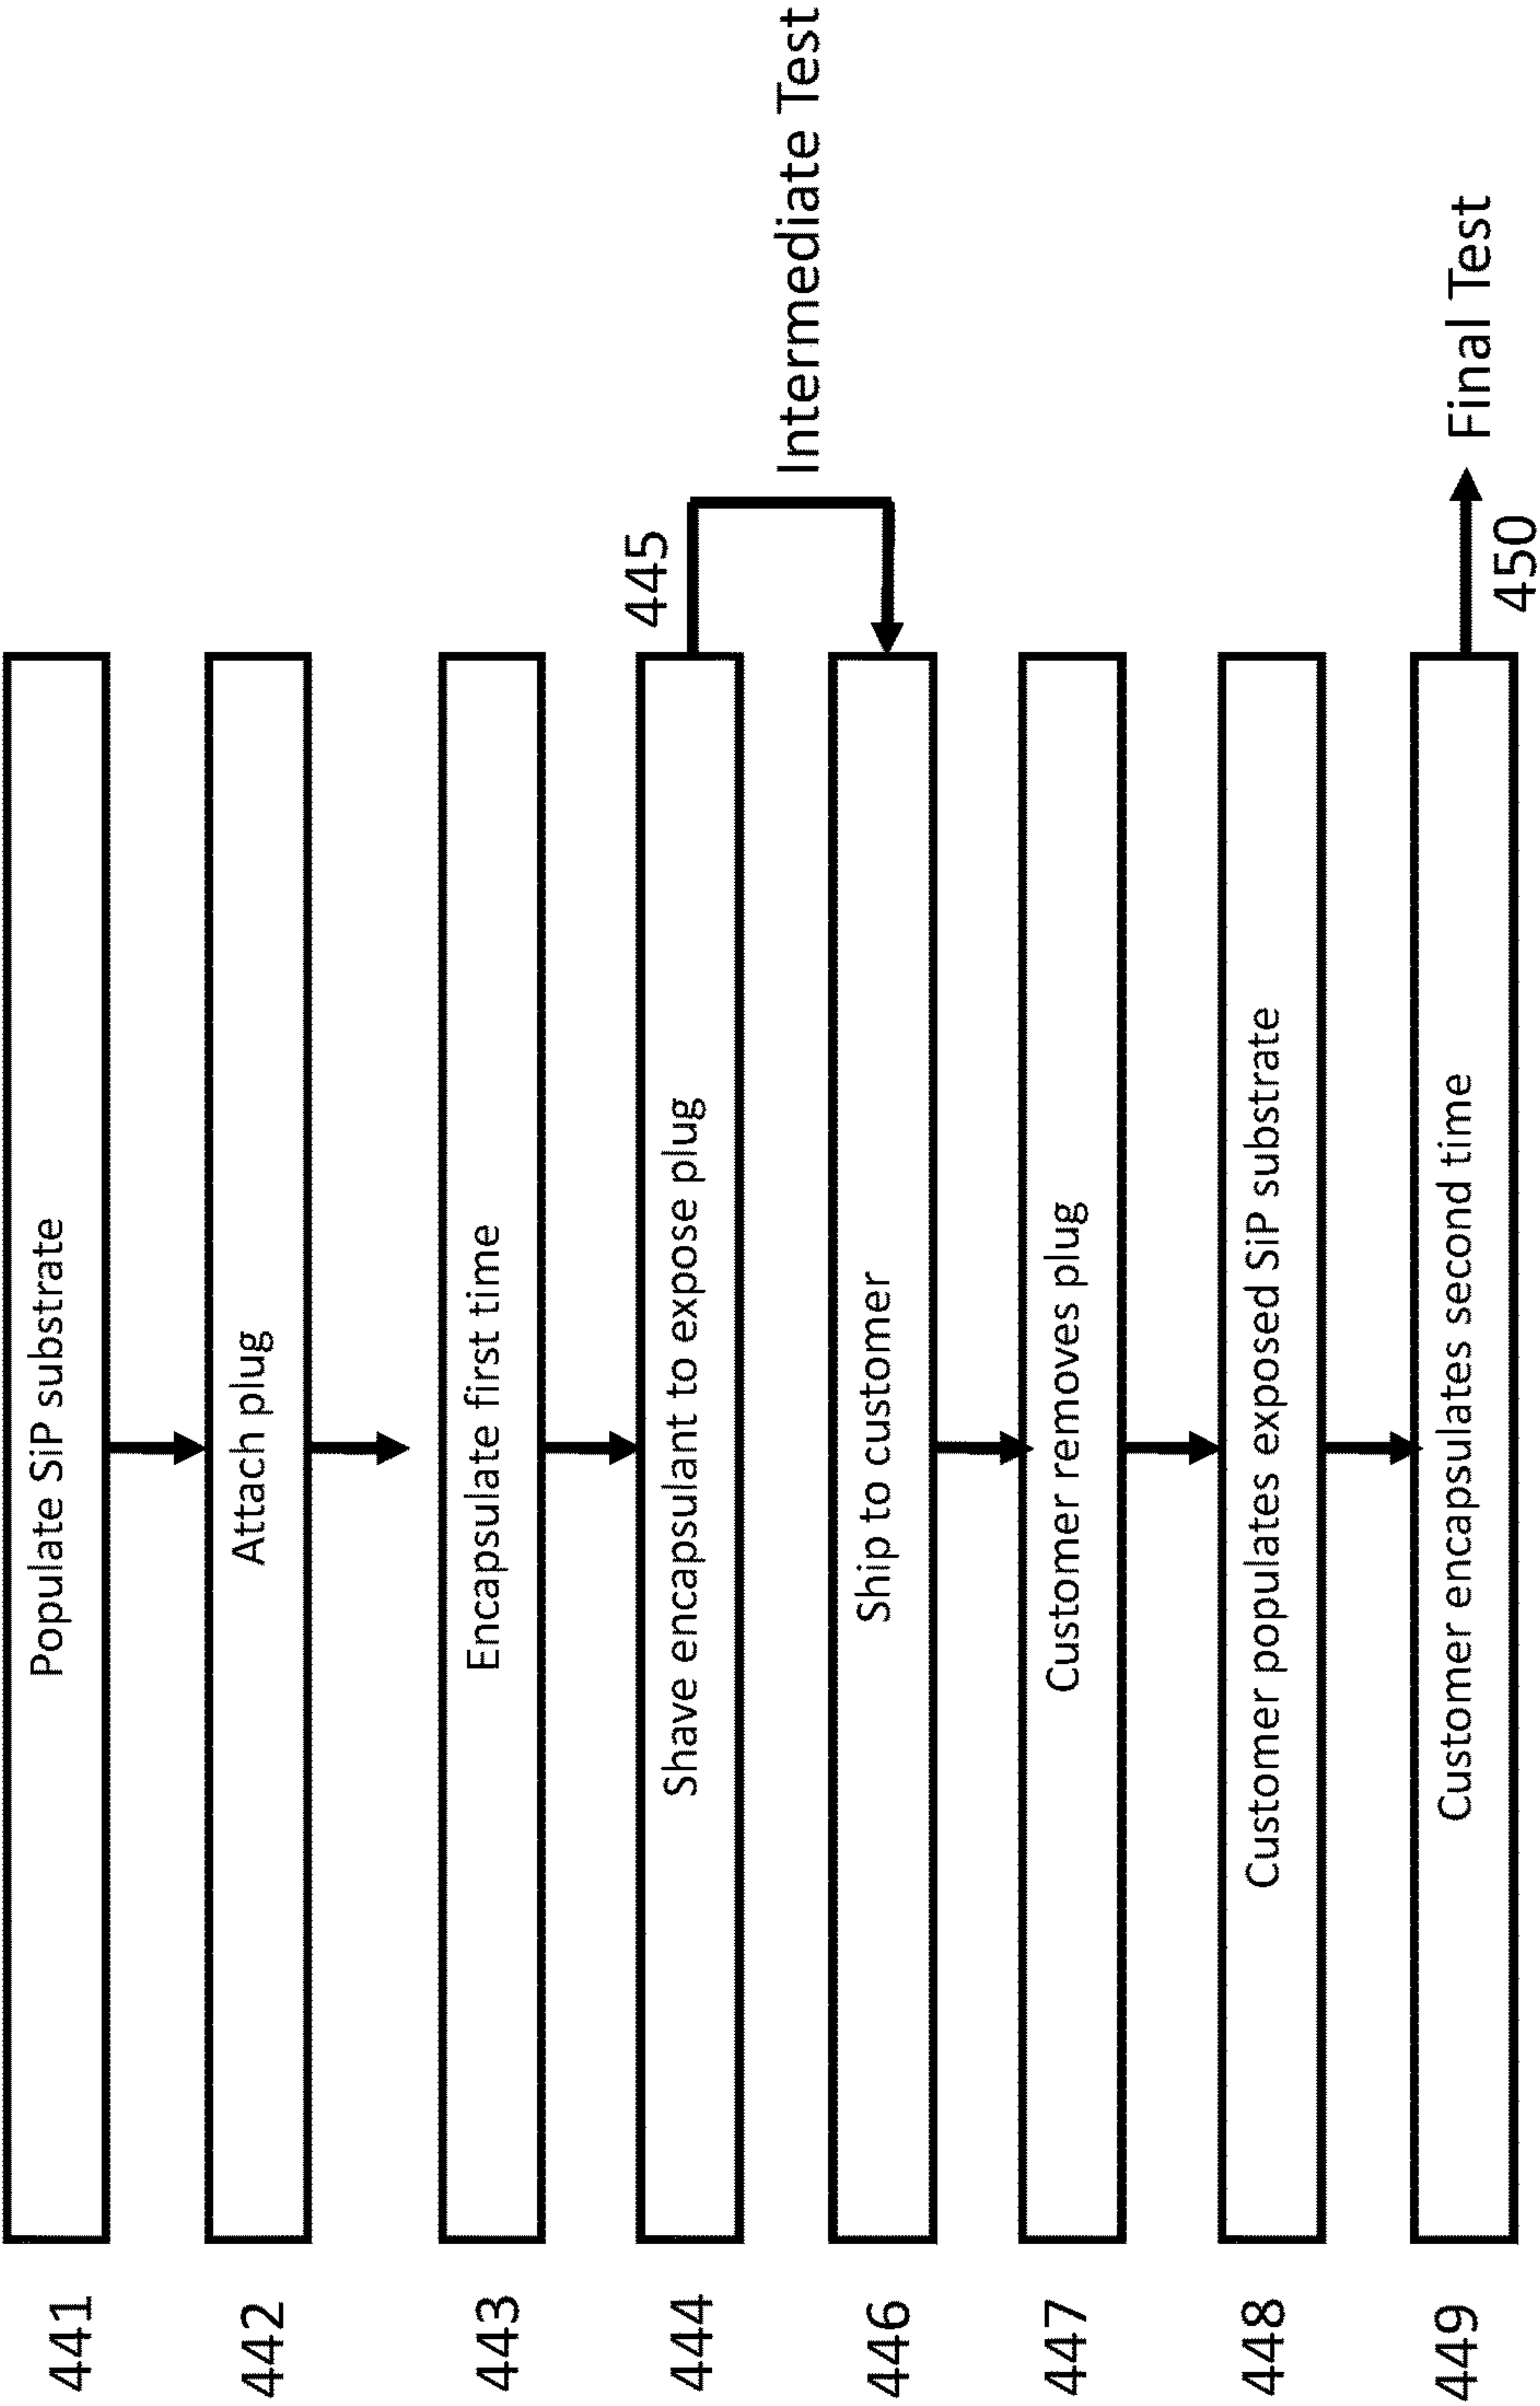 441
Populate SiP substrate
442
Attach plug
443
Encapsulate first time
444
Shave encapsulant to expose plug
445
Intermediate Test
446
Ship to customer
447
Customer removes plug
448
Customer populates exposed SiP substrate
449
Customer encapsulates second time
450
Final Test